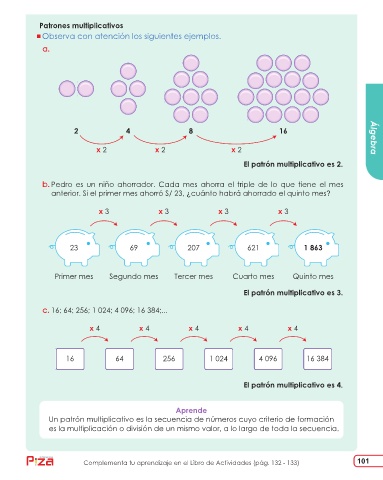 Patrones multiplicativos
Observa con atención los siguientes ejemplos.
a.
2 4 8 16
x 2 x 2 x 2
El patrón multiplicativo es 2.
b. Pedro es un niño ahorrador. Cada mes ahorra el triple de lo que tiene el mes
anterior. Si el primer mes ahorró S/ 23, ¿cuánto habrá ahorrado el quinto mes?
x 3 x 3 x 3 x 3
23 69 207 621 1 863
Primer mes Segundo mes Tercer mes Cuarto mes Quinto mes
El patrón multiplicativo es 3.
c. 16; 64; 256; 1 024; 4 096; 16 384;...
x 4 x 4 x 4 x 4 x 4
16 64 256 1 024 4 096 16 384
El patrón multiplicativo es 4.
Aprende
Un patrón multiplicativo es la secuencia de números cuyo criterio de formación
es la multiplicación o división de un mismo valor, a lo largo de toda la secuencia.
Álgebra
Complementa tu aprendizaje en el Libro de Actividades (pág. 132 - 133)
101